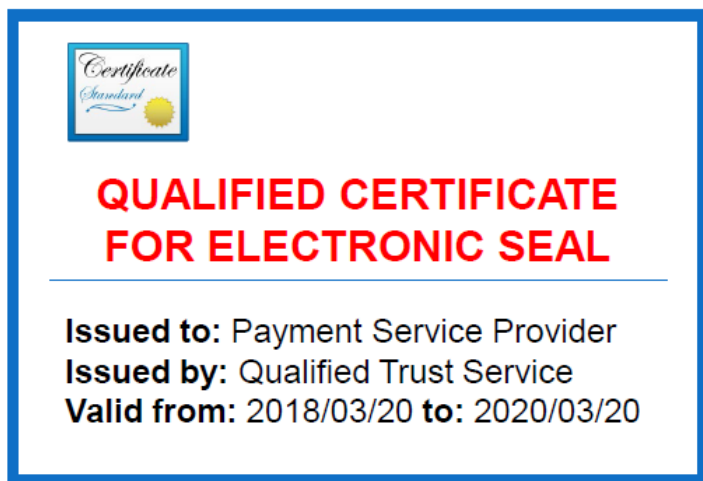 Certificate
Standard
QUALIFIED CERTIFICATE
FOR ELECTRONIC SEAL
Issued to: Payment Service Provider
Issued by: Qualified Trust Service
Valid from: 2018/03/20 to: 2020/03/20